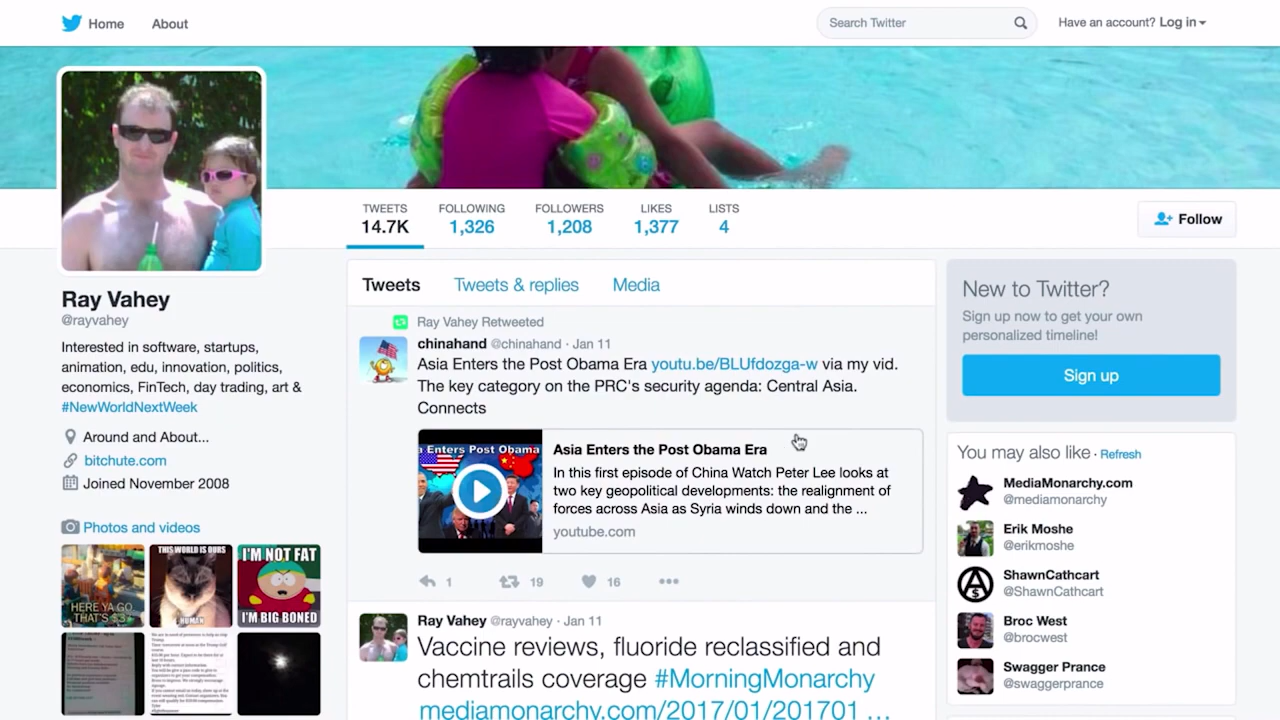 Home
About
Search Twitter
Have an account? Log in
TWEETS
14.7K
FOLLOWING
1,326
FOLLOWERS
1,208
LIKES
1,377
LISTS
4
Follow
Ray Vahey
@rayvahey
Interested in software, startups,
animation, edu, innovation, politics,
economics, FinTech, day trading, art &
#NewWorldNextWeek
Around and About...
bitchute.com
Joined November 2008
Photos and videos
HERE YA GO
THIS WORLD IS OURS
HUMAN
I'M NOT FAT
I'M BIG BONED
Tweets
Tweets & replies
Media
Ray Vahey Retweeted
chinahand @chinahand · Jan 11
Asia Enters the Post Obama Era youtu.be/BLUfdozga-w via my vid.
The key category on the PRC's security agenda: Central Asia.
Connects
a Enters Post Obama
Asia Enters the Post Obama Era
In this first episode of China Watch Peter Lee looks at
two key geopolitical developments: the realignment of
forces across Asia as Syria winds down and the ...
youtube.com
1
19
16
Ray Vahey @rayvahey · Jan 11
Vaccine reviews, fluoride reclassified and
chemtrails coverage #MorningMonarchy
mediamonarchy.com/2017/01/201701 ...
New to Twitter?
Sign up now to get your own
personalized timeline!
Sign up
You may also like · Refresh
MediaMonarchy.com
@mediamonarchy
Erik Moshe
@erikmoshe
ShawnCathcart
@ShawnCathcart
Broc West
@brocwest
Swagger Prance
@swaggerprance